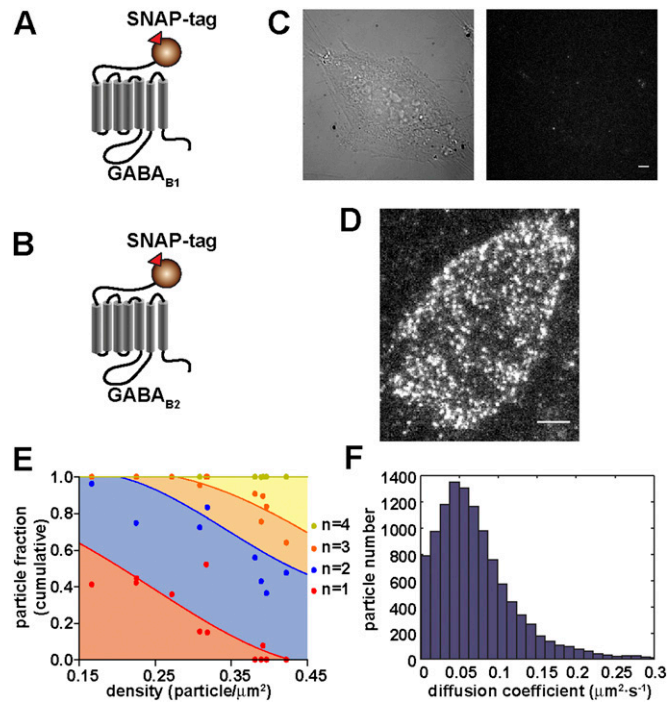 A
SNAP-tag
GABAB1
B
SNAP-tag
GABAB2
C
D
E
1.0
0.8
0.6
0.4
0.2
0.0
particle fraction
(cumulative)
0.15
0.25
0.35
0.45
density (particle/μm²)
n=4
n=3
n=2
n=1
F
1400
1200
1000
800
600
400
200
0
particle number
0
0.05
0.1
0.15
0.2
0.25
0.3
diffusion coefficient (μm²·s⁻¹)